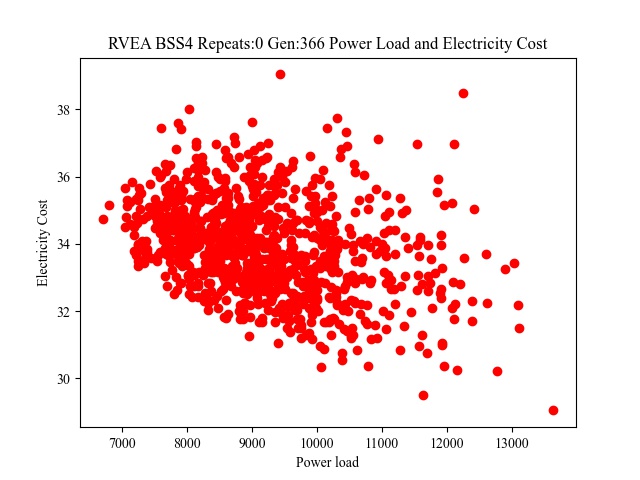 RVEA BSS4 Repeats:0 Gen:366 Power Load and Electricity Cost
38
36
34
32
30
Electricity Cost
7000 8000 9000 10000 11000 12000 13000
Power load